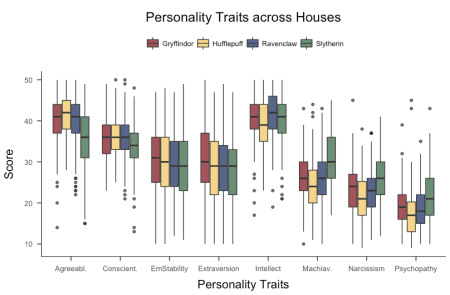 Personality Traits across Houses
Gryffindor Hufflepuff Ravenclaw Slytherin
50
40
30
20
10
Score
Agreeabl. Conscient. EmStability Extraversion Intellect Machiav. Narcissism Psychopathy
Personality Traits